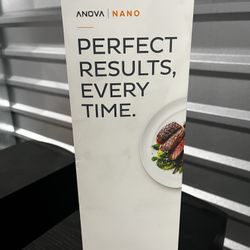 ANOVA | NANO
PERFECT
RESULTS,
EVERY
TIME.